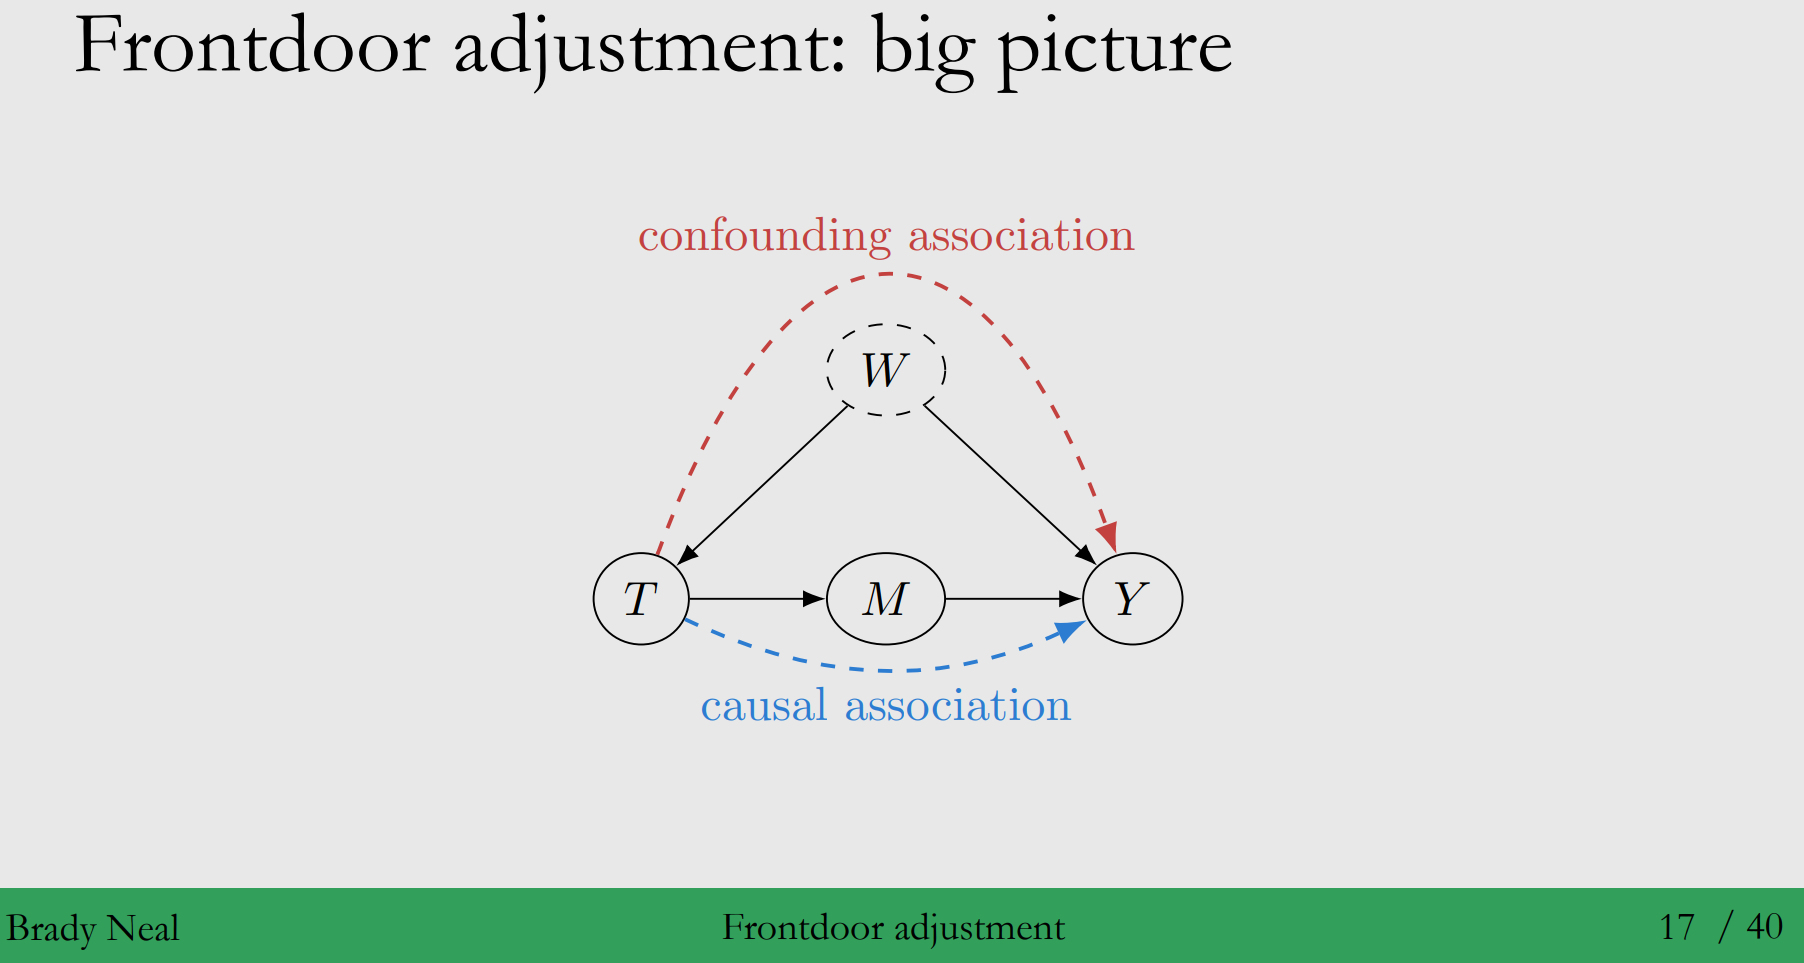 Frontdoor adjustment: big picture
confounding association
W
T M Y
causal association
Brady Neal Frontdoor adjustment 17 / 40